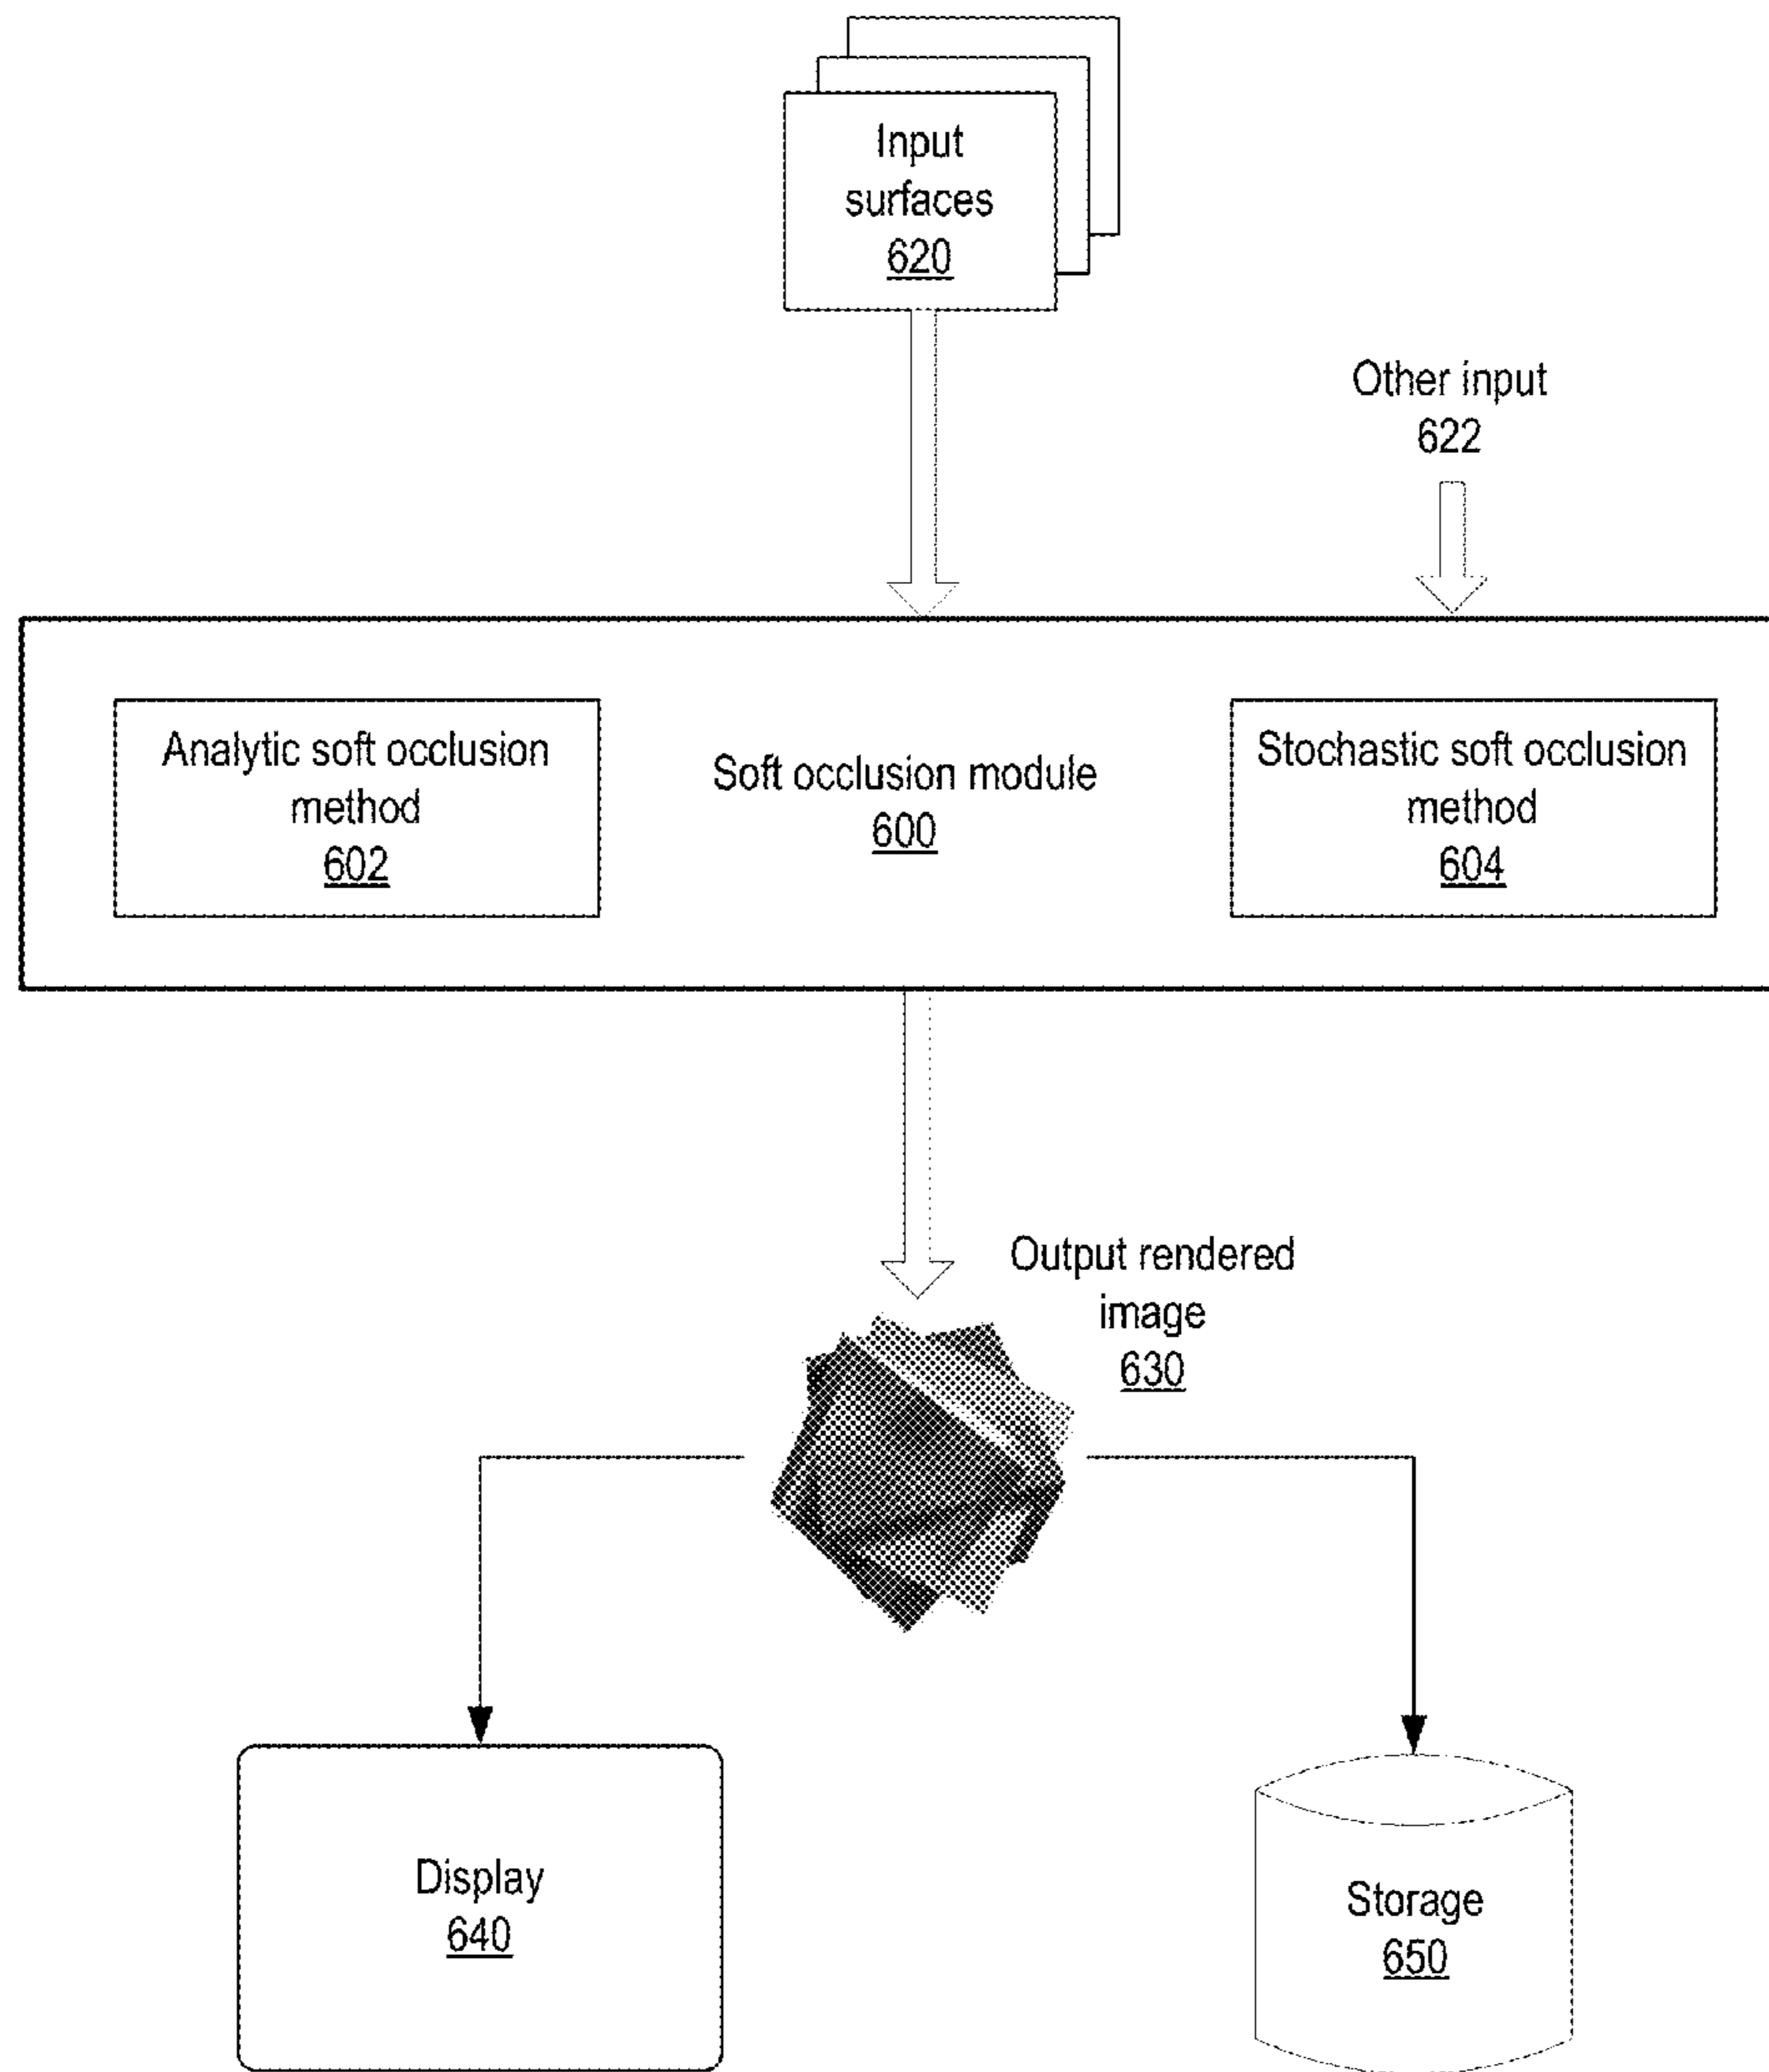 Input
surfaces
620
Other input
622
Analytic soft occlusion
method
602
Soft occlusion module
600
Stochastic soft occlusion
method
604
Output rendered
image
630
Display
640
Storage
650